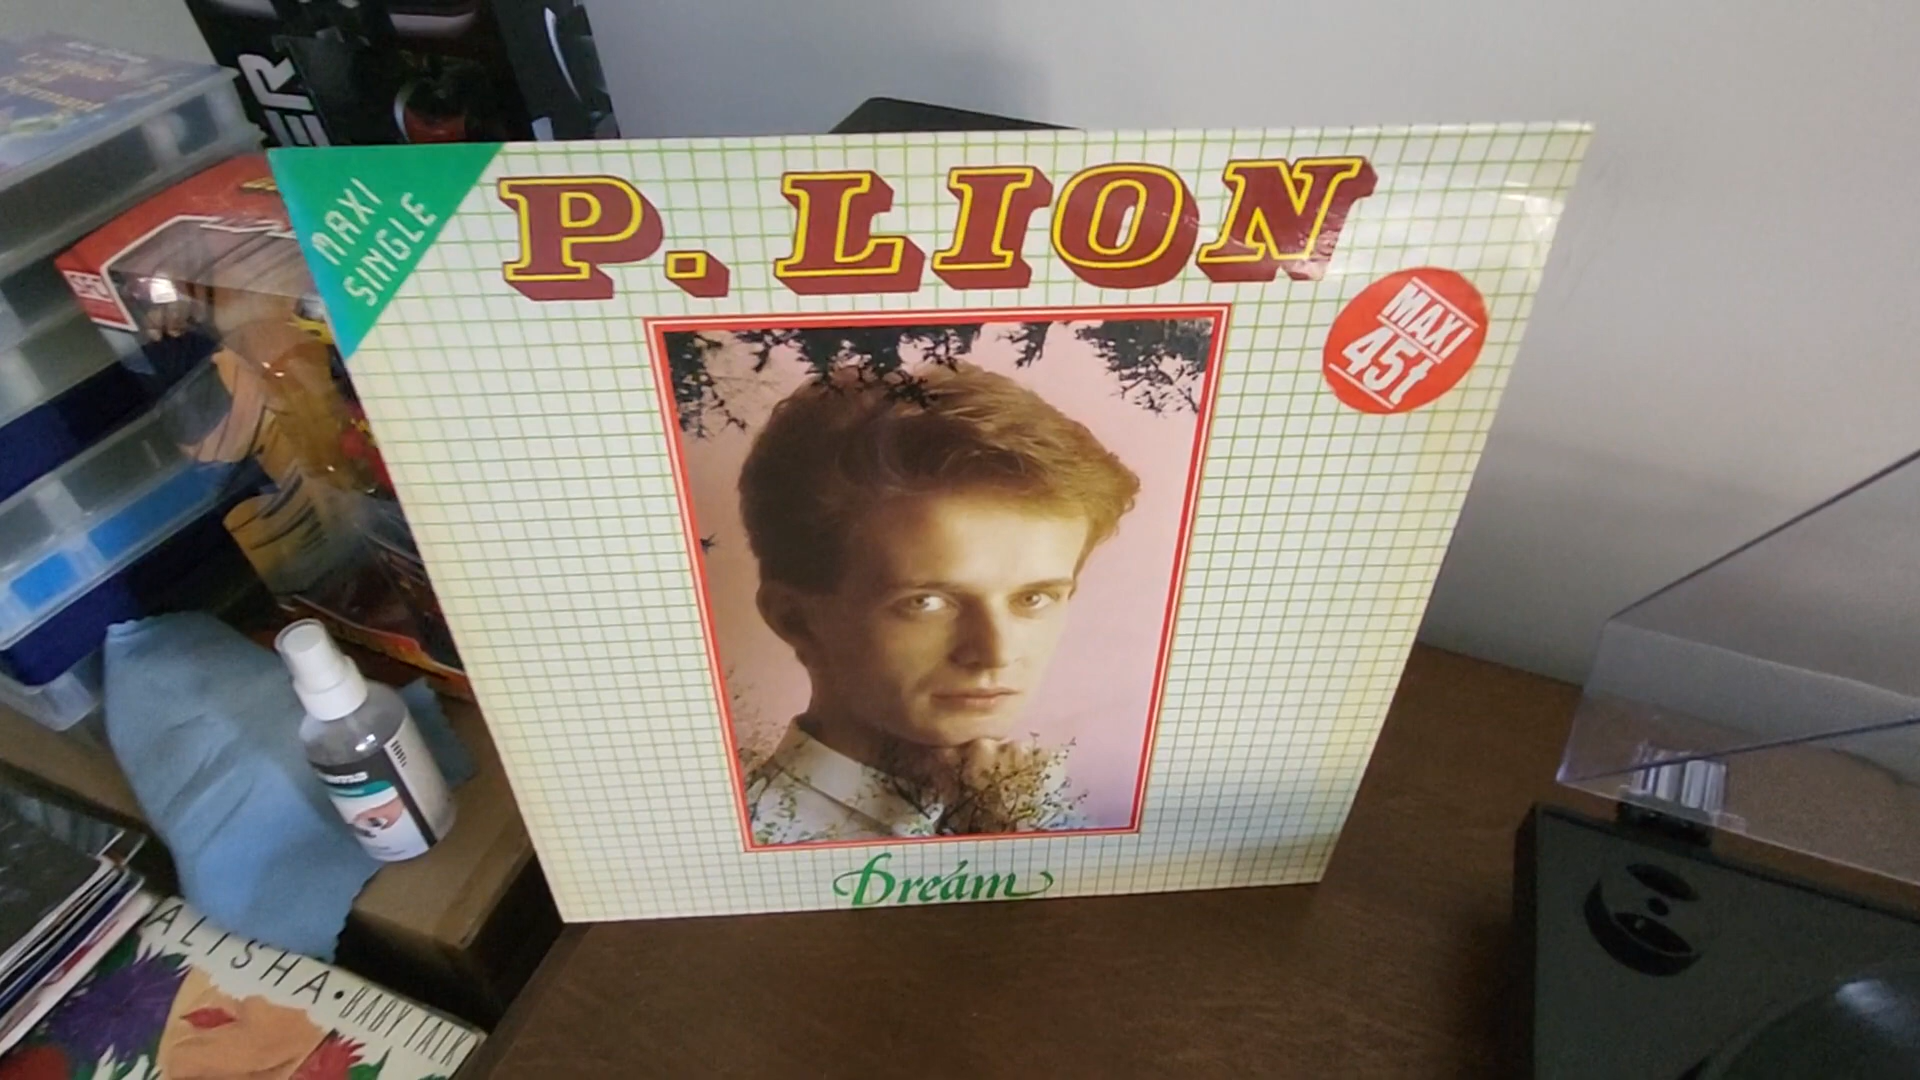 MAXI
SINGLE
P. LION
MAXI
45t
Dream
ALISHA • BABY TALK